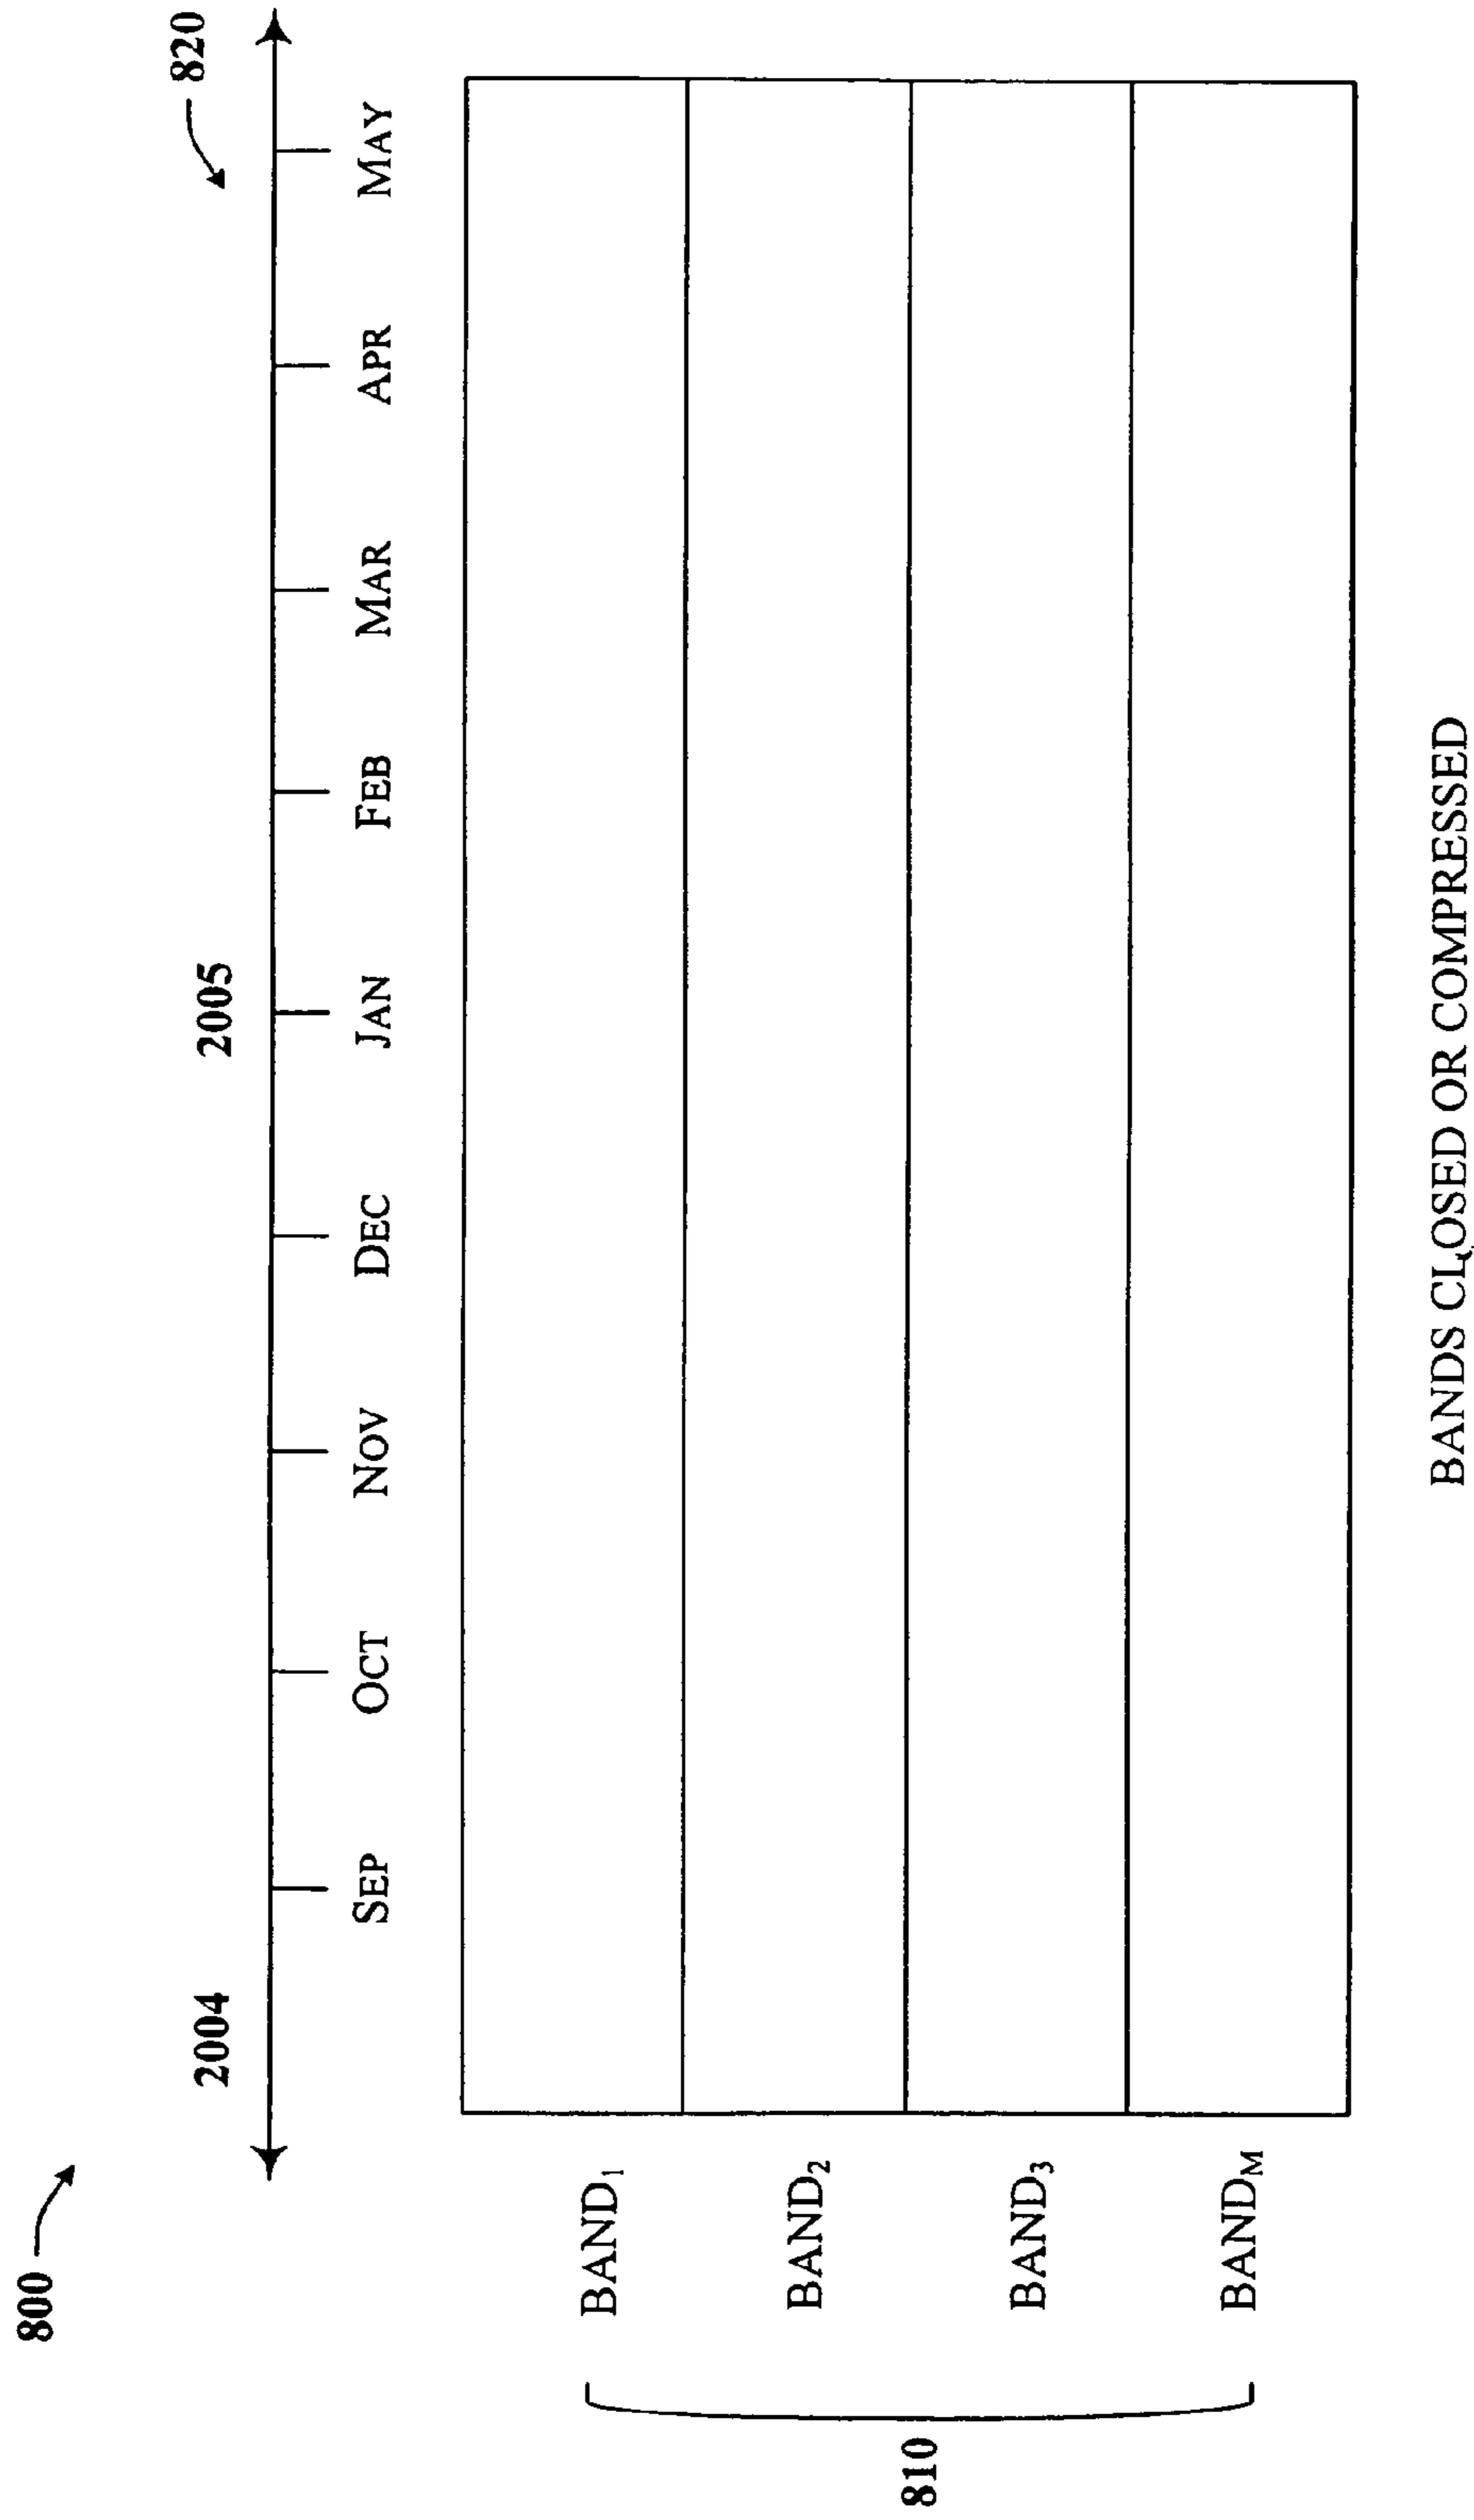 800
820
2004 2005
SEP OCT NOV DEC JAN FEB MAR APR MAY
810
BAND1
BAND2
BAND3
BANDM
BANDS CLOSED OR COMPRESSED